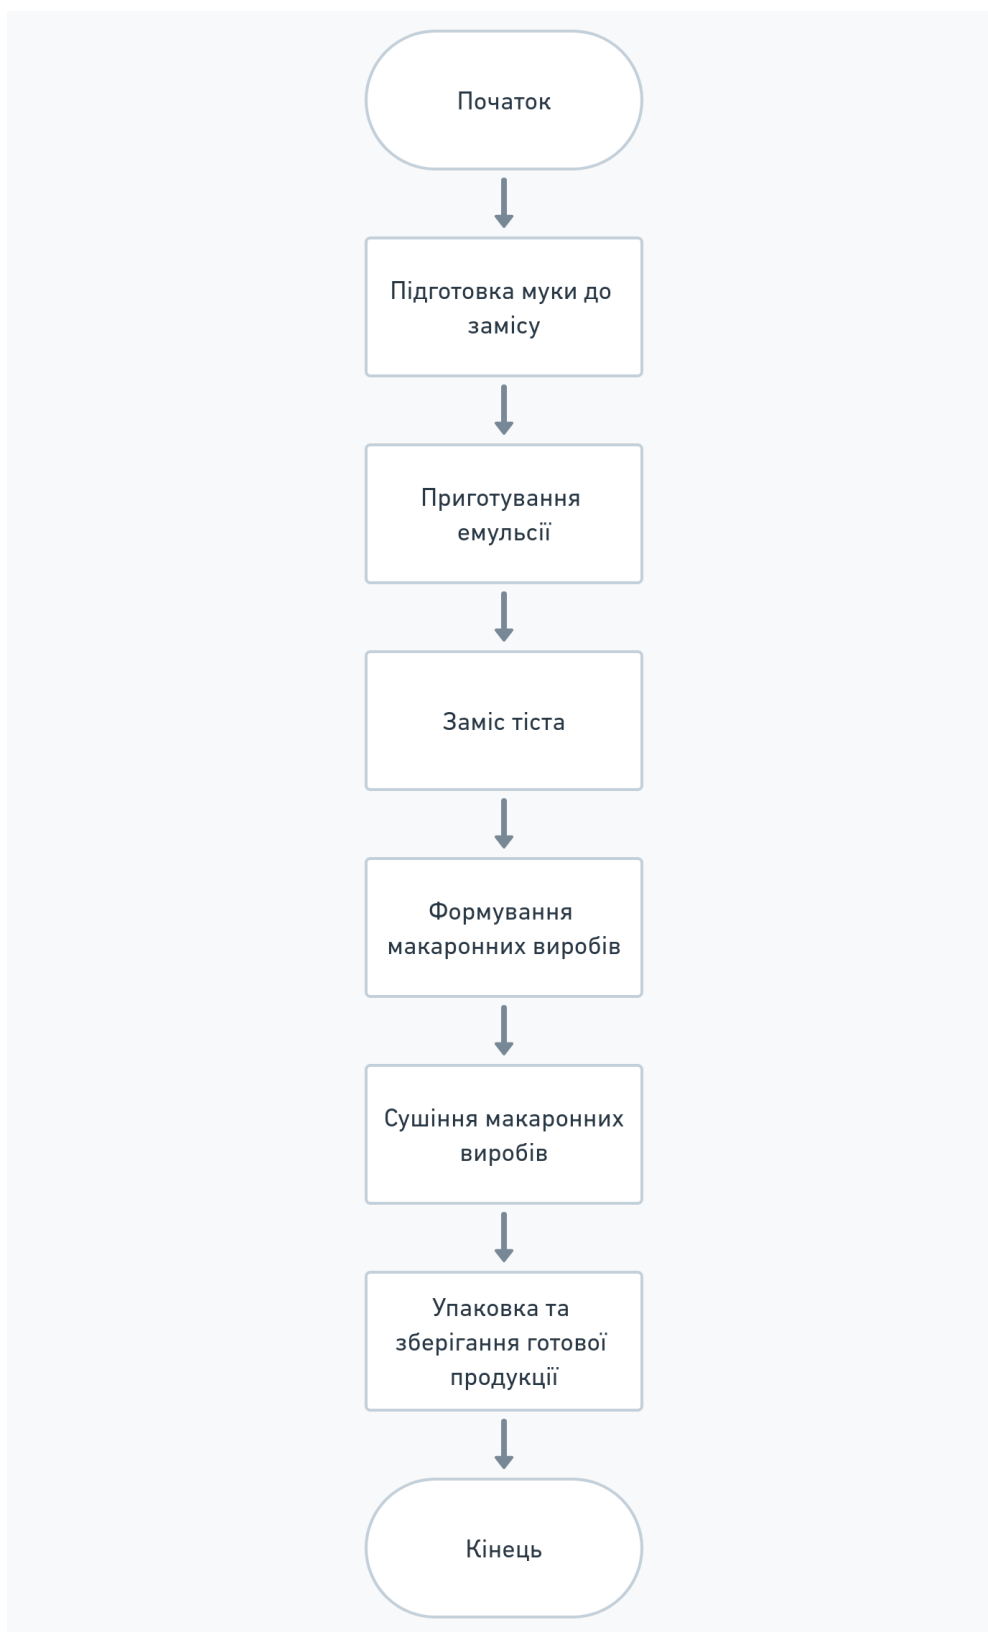 Початок
Підготовка муки до
замісу
Приготування
емульсії
Заміс тіста
Формування
макаронних виробів
Сушіння макаронних
виробів
Упаковка та
зберігання готової
продукції
Кінець